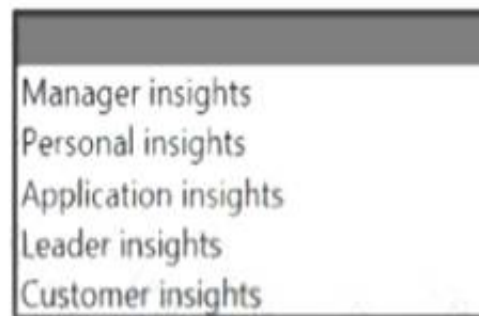 Manager insights
Personal insights
Application insights
Leader insights
Customer insights